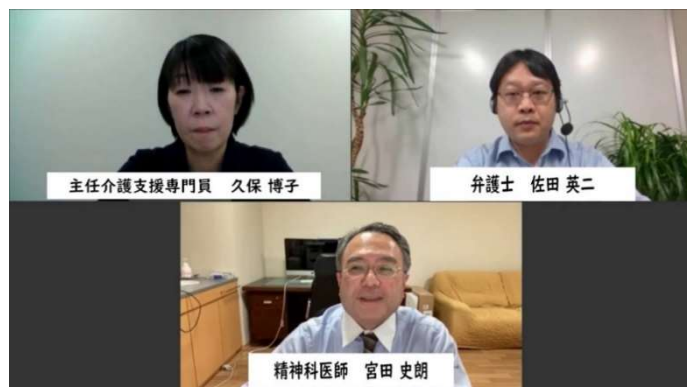 主任介護支援専門員　久保 博子
弁護士　佐田 英二
精神科医師　宮田 史朗